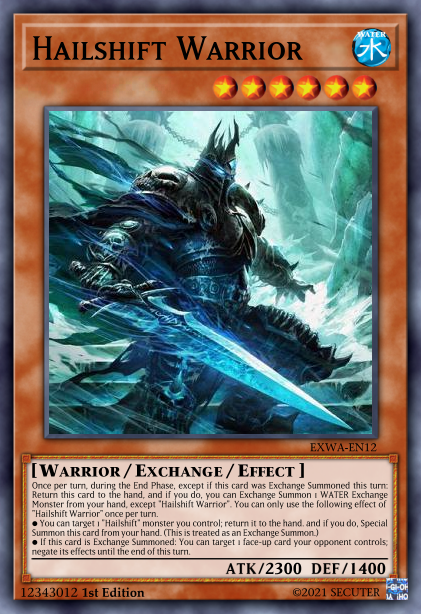 HAILSHIFT WARRIOR
WATER
水
EXWA-EN12
[WARRIOR/EXCHANGE/EFFECT]
Once per turn, during the End Phase, except if this card was Exchange Summoned this turn:
Return this card to the hand, and if you do, you can Exchange Summon 1 WATER Exchange
Monster from your hand, except "Hailshift Warrior". You can only use the following effect of
"Hailshift Warrior" once per turn.
● You can target 1 "Hailshift" monster you control; return it to the hand. and if you do, Special
Summon this card from your hand. (This is treated as an Exchange Summon.)
● If this card is Exchange Summoned: You can target 1 face-up card your opponent controls;
negate its effects until the end of this turn.
ATK/2300 DEF/1400
12343012 1st Edition
©2021 SECUTER